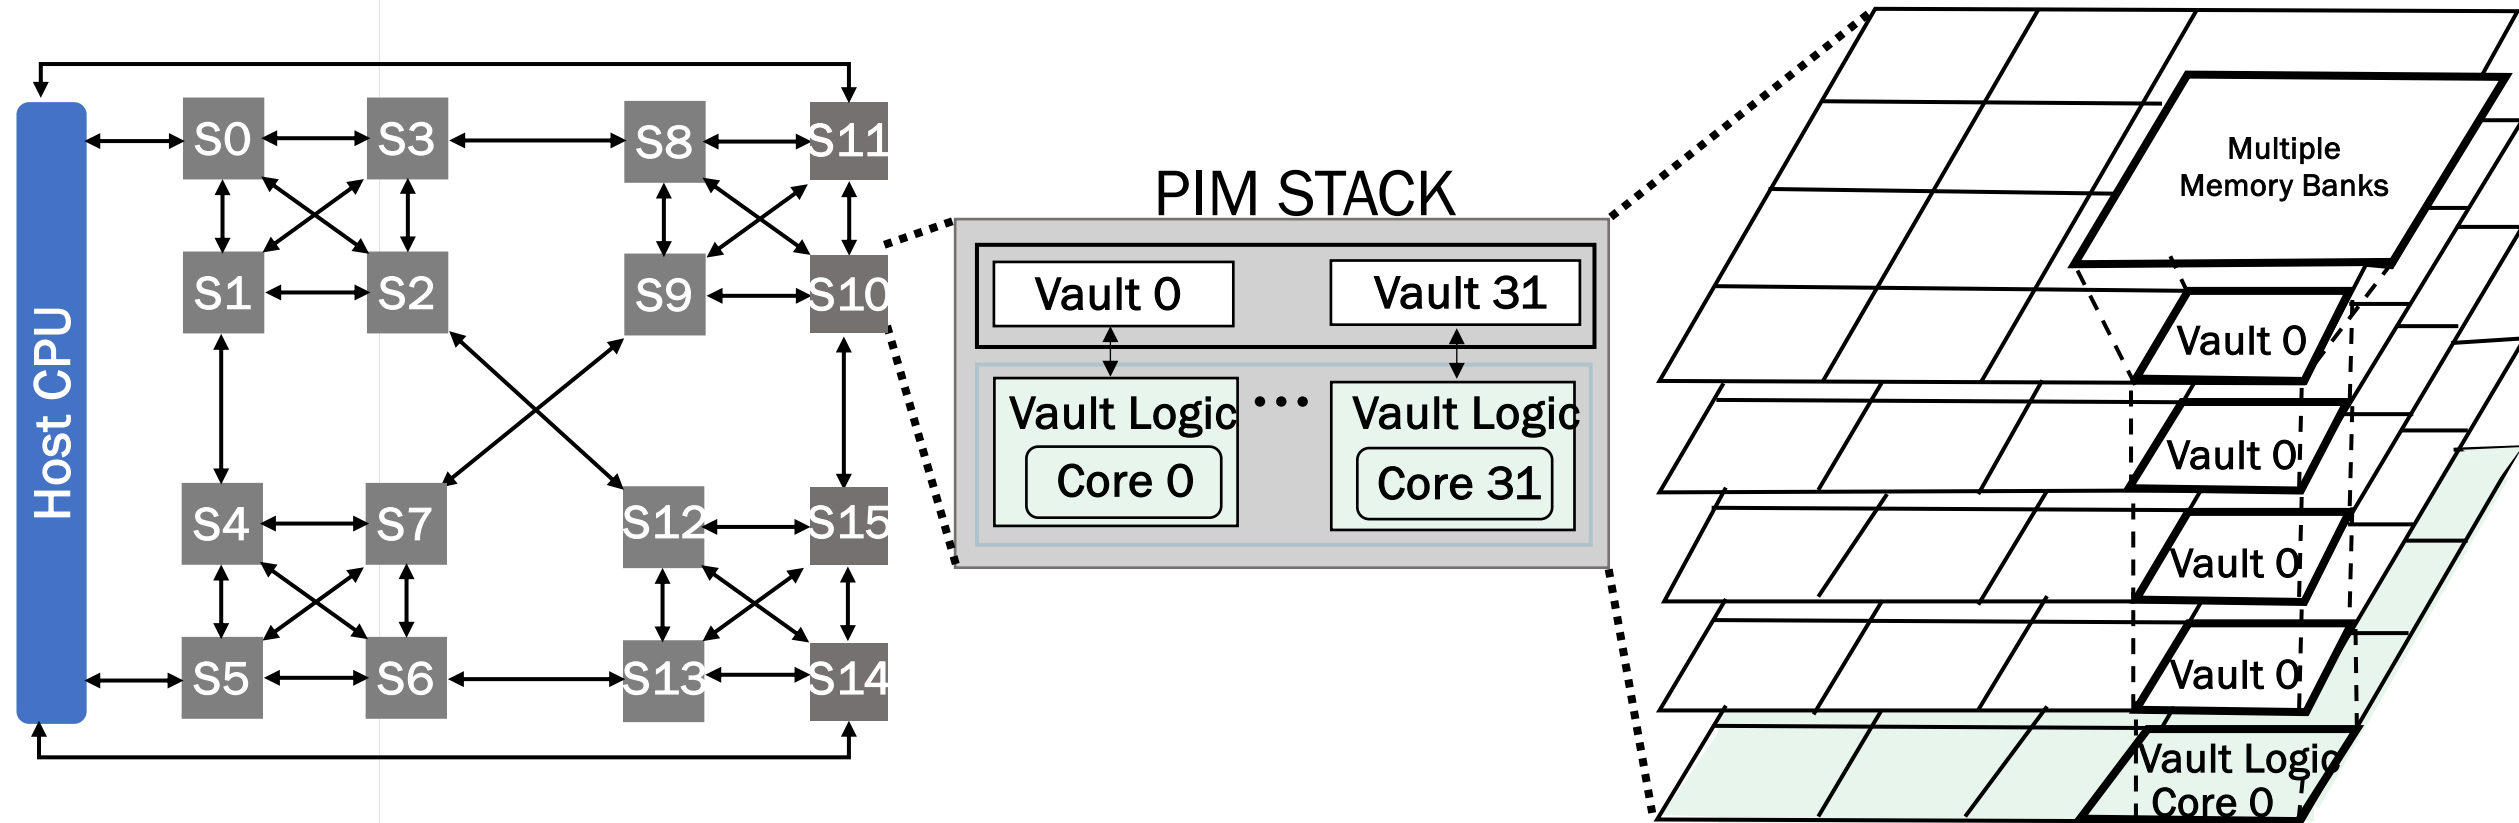 Host CPU
S0
S3
S8
S11
S1
S2
S9
S10
S4
S7
S12
S15
S5
S6
S13
S14
PIM STACK
Vault 0
Vault 31
Vault Logic
Core 0
...
Vault Logic
Core 31
Multiple
Memory Banks
Vault 0
Vault 0
Vault 0
Vault 0
Vault Logic
Core 0